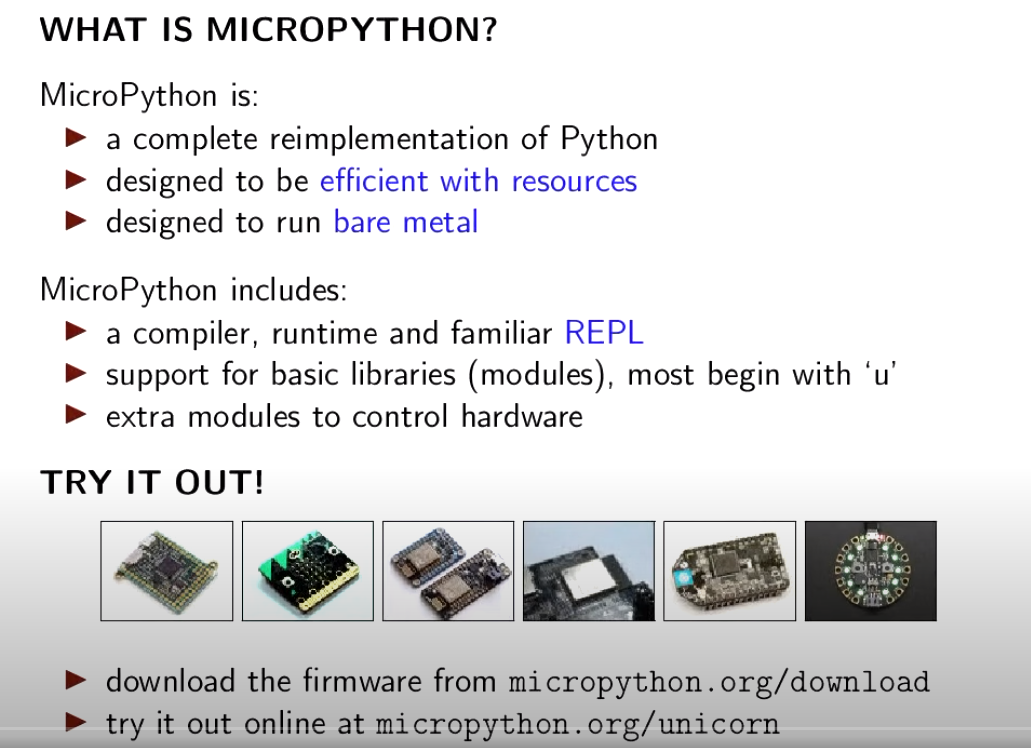 WHAT IS MICROPYTHON?
MicroPython is:
▶ a complete reimplementation of Python
▶ designed to be efficient with resources
▶ designed to run bare metal
MicroPython includes:
▶ a compiler, runtime and familiar REPL
▶ support for basic libraries (modules), most begin with ‘u’
▶ extra modules to control hardware
TRY IT OUT!
▶ download the firmware from micropython.org/download
▶ try it out online at micropython.org/unicorn